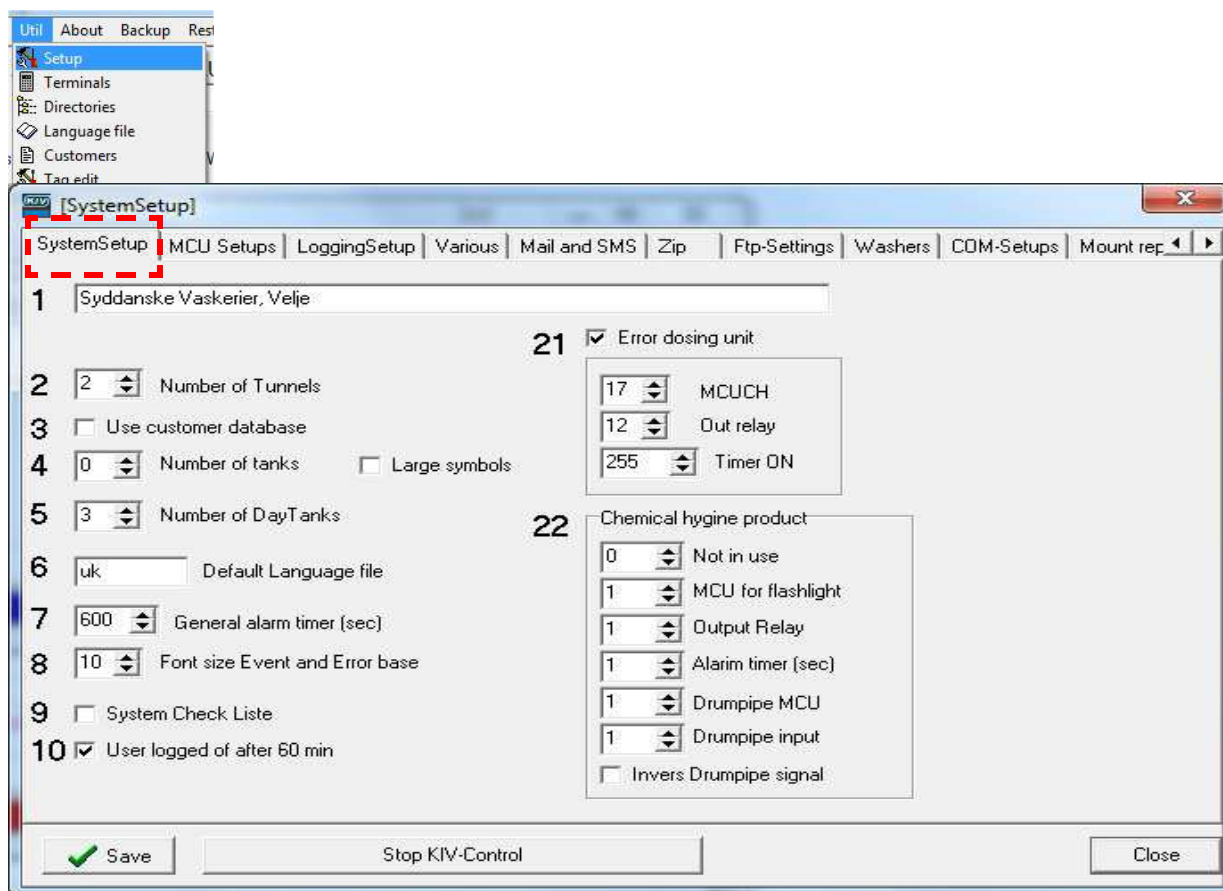 Util About Backup
Setup
Terminals
Directories
Language file
Customers
Tag edit
KIV [SystemSetup]
SystemSetup MCU Setups LoggingSetup Various Mail and SMS Zip Ftp-Settings Washers COM-Setups Mount rep
1 Syddanske Vaskerier, Velje
2 2 Number of Tunnels
3 Use customer database
4 0 Number of tanks Large symbols
5 3 Number of DayTanks
6 uk Default Language file
7 600 General alarm timer (sec)
8 10 Font size Event and Error base
9 System Check Liste
10 User logged of after 60 min
21 Error dosing unit
17 MCUCH
12 Out relay
255 Timer ON
22 Chemical hygine product
0 Not in use
1 MCU for flashlight
1 Output Relay
1 Alarim timer (sec)
1 Drumpipe MCU
1 Drumpipe input
Invers Drumpipe signal
Save Stop KIV-Control Close